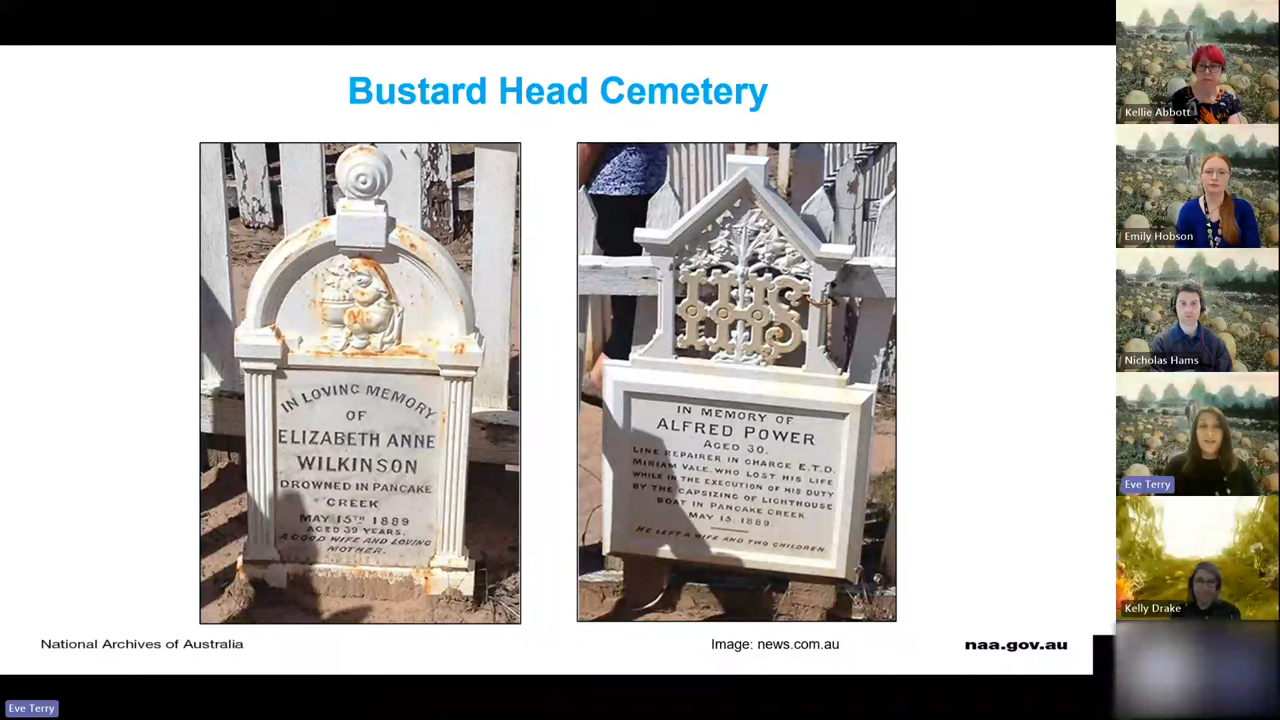 Bustard Head Cemetery
IN LOVING MEMORY
OF
ELIZABETH ANNE
WILKINSON
DROWNED IN PANCAKE
CREEK
MAY 15TH 1889
AGED 39 YEARS.
A GOOD WIFE AND LOVING
MOTHER.
IHS
IN MEMORY OF
ALFRED POWER
AGED 30.
LINE REPAIRER IN CHARGE E.T.D.
MIRIAM VALE. WHO LOST HIS LIFE
WHILE IN THE EXECUTION OF HIS DUTY
BY THE CAPSIZING OF LIGHTHOUSE
BOAT IN PANCAKE CREEK
MAY 15. 1889.
HE LEFT A WIFE AND TWO CHILDREN
National Archives of Australia
Image: news.com.au
naa.gov.au
Kellie Abbott
Emily Hobson
Nicholas Hams
Eve Terry
Kelly Drake
Eve Terry